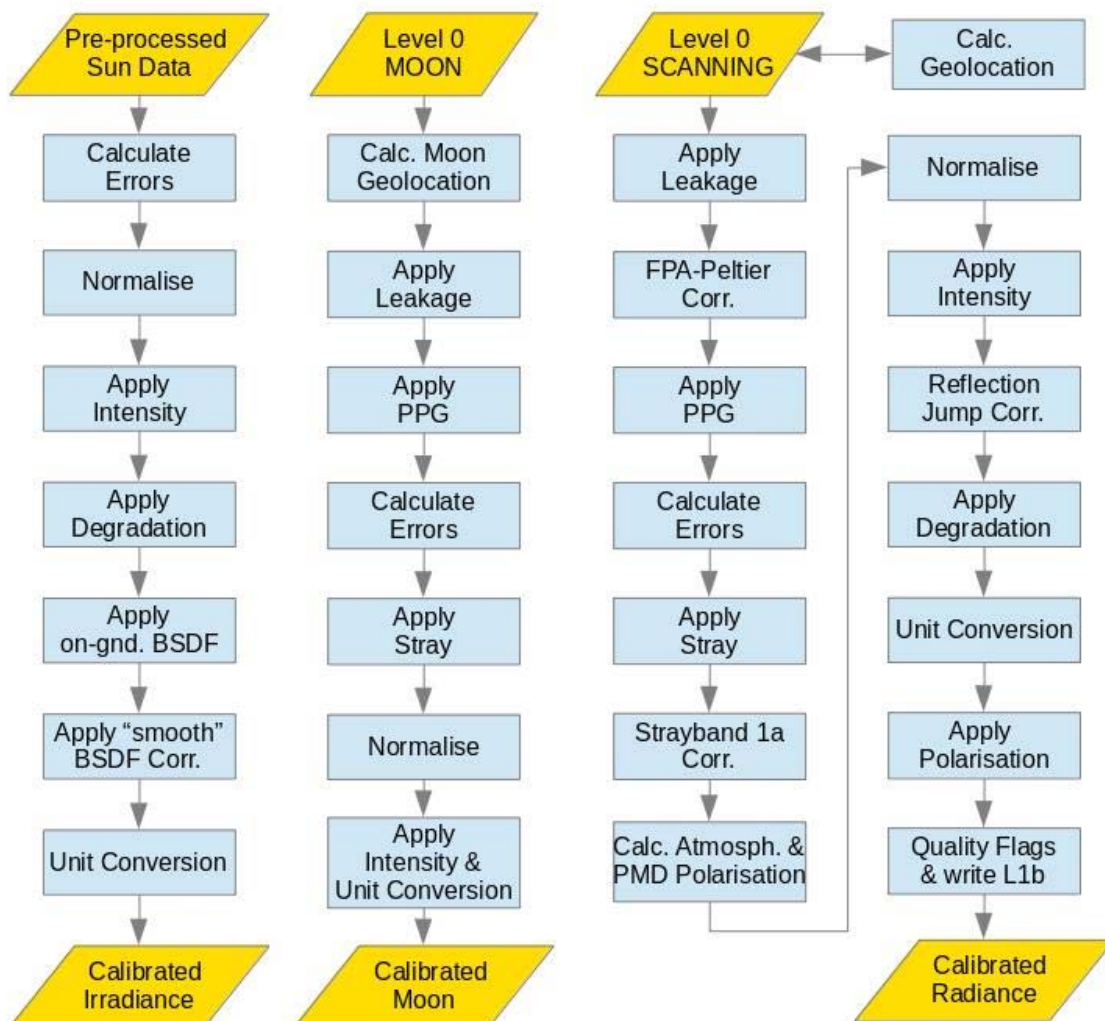 Pre-processed
Sun Data
Calculate
Errors
Normalise
Apply
Intensity
Apply
Degradation
Apply
on-gnd. BSDF
Apply “smooth”
BSDF Corr.
Unit Conversion
Calibrated
Irradiance
Level 0
MOON
Calc. Moon
Geolocation
Apply
Leakage
Apply
PPG
Calculate
Errors
Apply
Stray
Normalise
Apply
Intensity &
Unit Conversion
Calibrated
Moon
Level 0
SCANNING
Calc.
Geolocation
Apply
Leakage
FPA-Peltier
Corr.
Apply
PPG
Calculate
Errors
Apply
Stray
Strayband 1a
Corr.
Calc. Atmosph. &
PMD Polarisation
Normalise
Apply
Intensity
Reflection
Jump Corr.
Apply
Degradation
Unit Conversion
Apply
Polarisation
Quality Flags
& write L1b
Calibrated
Radiance